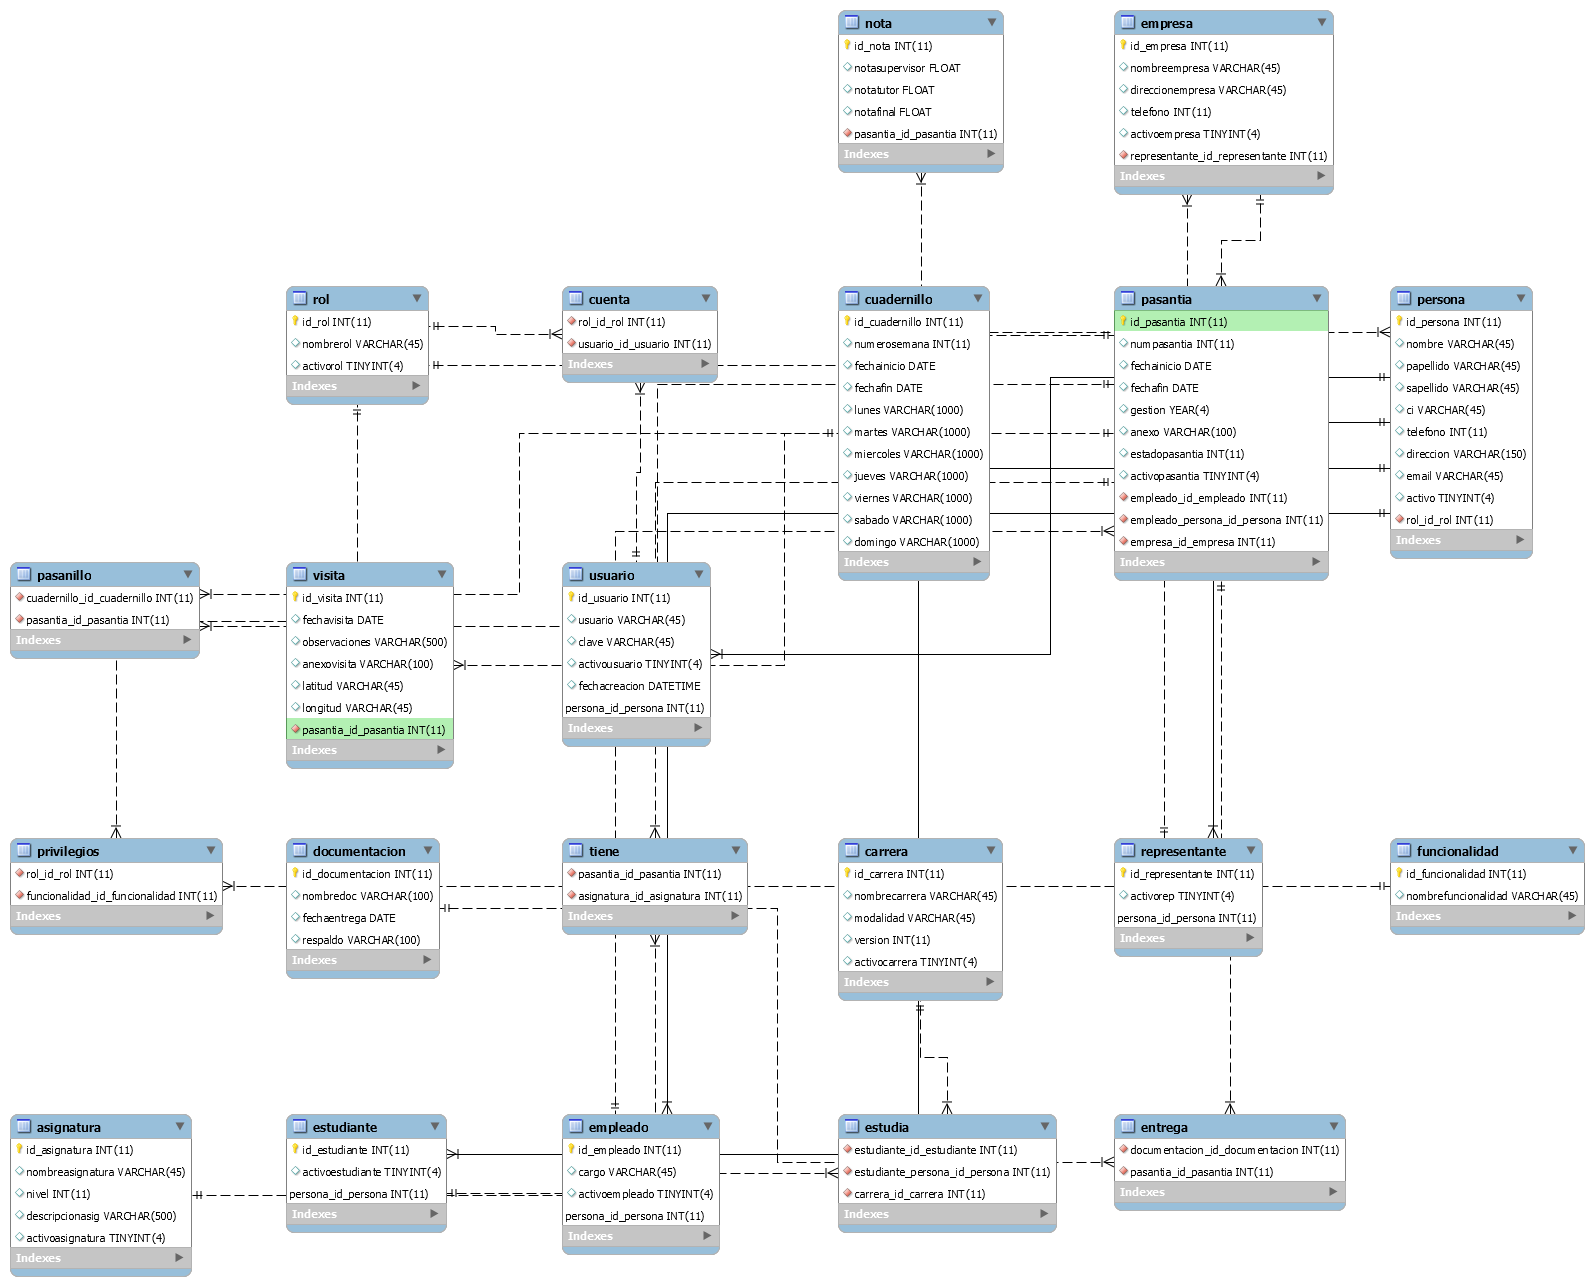 nota
id_nota INT(11)
notasupervisor FLOAT
notatutor FLOAT
notafinal FLOAT
pasantia_id_pasantia INT(11)
Indexes
empresa
id_empresa INT(11)
nombreempresa VARCHAR(45)
direccionempresa VARCHAR(45)
telefono INT(11)
activoempresa TINYINT(4)
representante_id_representante INT(11)
Indexes
rol
id_rol INT(11)
nombrerol VARCHAR(45)
activorol TINYINT(4)
Indexes
cuenta
rol_id_rol INT(11)
usuario_id_usuario INT(11)
Indexes
cuadernillo
id_cuadernillo INT(11)
numerosemana INT(11)
fechainicio DATE
fechafin DATE
lunes VARCHAR(1000)
martes VARCHAR(1000)
miercoles VARCHAR(1000)
jueves VARCHAR(1000)
viernes VARCHAR(1000)
sabado VARCHAR(1000)
domingo VARCHAR(1000)
Indexes
pasantia
id_pasantia INT(11)
numpasantia INT(11)
fechainicio DATE
fechafin DATE
gestion YEAR(4)
anexo VARCHAR(100)
estadopasantia INT(11)
activopasantia TINYINT(4)
empleado_id_empleado INT(11)
empleado_persona_id_persona INT(11)
empresa_id_empresa INT(11)
Indexes
persona
id_persona INT(11)
nombre VARCHAR(45)
papellido VARCHAR(45)
sapellido VARCHAR(45)
ci VARCHAR(45)
telefono INT(11)
direccion VARCHAR(150)
email VARCHAR(45)
activo TINYINT(4)
rol_id_rol INT(11)
Indexes
pasanillo
cuadernillo_id_cuadernillo INT(11)
pasantia_id_pasantia INT(11)
Indexes
visita
id_visita INT(11)
fechavisita DATE
observaciones VARCHAR(500)
anexovisita VARCHAR(100)
latitud VARCHAR(45)
longitud VARCHAR(45)
pasantia_id_pasantia INT(11)
Indexes
usuario
id_usuario INT(11)
usuario VARCHAR(45)
clave VARCHAR(45)
activousuario TINYINT(4)
fechacreacion DATETIME
persona_id_persona INT(11)
Indexes
privilegios
rol_id_rol INT(11)
funcionalidad_id_funcionalidad INT(11)
Indexes
documentacion
id_documentacion INT(11)
nombredoc VARCHAR(100)
fechaentrega DATE
respaldo VARCHAR(100)
Indexes
tiene
pasantia_id_pasantia INT(11)
asignatura_id_asignatura INT(11)
Indexes
carrera
id_carrera INT(11)
nombrecarrera VARCHAR(45)
modalidad VARCHAR(45)
version INT(11)
activocarrera TINYINT(4)
Indexes
representante
id_representante INT(11)
activorep TINYINT(4)
persona_id_persona INT(11)
Indexes
funcionalidad
id_funcionalidad INT(11)
nombrefuncionalidad VARCHAR(45)
Indexes
asignatura
id_asignatura INT(11)
nombreasignatura VARCHAR(45)
nivel INT(11)
descripcionasig VARCHAR(500)
activoasignatura TINYINT(4)
Indexes
estudiante
id_estudiante INT(11)
activoestudiante TINYINT(4)
persona_id_persona INT(11)
Indexes
empleado
id_empleado INT(11)
cargo VARCHAR(45)
activoempleado TINYINT(4)
persona_id_persona INT(11)
Indexes
estudia
estudiante_id_estudiante INT(11)
estudiante_persona_id_persona INT(11)
carrera_id_carrera INT(11)
Indexes
entrega
documentacion_id_documentacion INT(11)
pasantia_id_pasantia INT(11)
Indexes